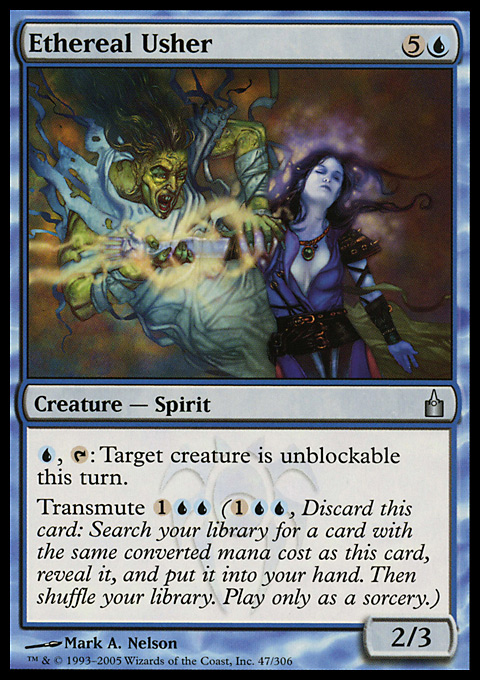 Ethereal Usher 5
Creature — Spirit
: Target creature is unblockable
this turn.
Transmute 1 (1, Discard this
card: Search your library for a card with
the same converted mana cost as this card,
reveal it, and put it into your hand. Then
shuffle your library. Play only as a sorcery.)
Mark A. Nelson
2/3
™ & © 1993–2005 Wizards of the Coast, Inc. 47/306